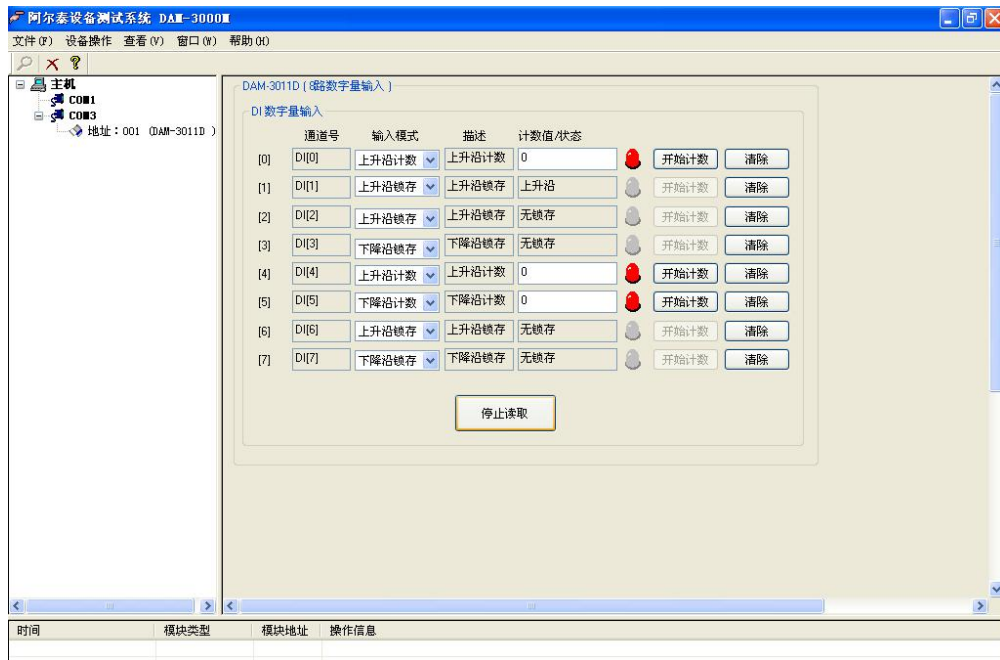 阿尔泰设备测试系统 DAM-3000M
文件(F) 设备操作 查看(V) 窗口(W) 帮助(H)
主机
COM1
COM3
地址：001 (DAM-3011D )
DAM-3011D ( 8路数字量输入 )
DI 数字量输入
通道号 输入模式 描述 计数值/状态
[0] DI[0] 上升沿计数 上升沿计数 0 开始计数 清除
[1] DI[1] 上升沿锁存 上升沿锁存 上升沿 开始计数 清除
[2] DI[2] 上升沿锁存 上升沿锁存 无锁存 开始计数 清除
[3] DI[3] 下降沿锁存 下降沿锁存 无锁存 开始计数 清除
[4] DI[4] 上升沿计数 上升沿计数 0 开始计数 清除
[5] DI[5] 下降沿计数 下降沿计数 0 开始计数 清除
[6] DI[6] 上升沿锁存 上升沿锁存 无锁存 开始计数 清除
[7] DI[7] 下降沿锁存 下降沿锁存 无锁存 开始计数 清除
停止读取
时间 模块类型 模块地址 操作信息